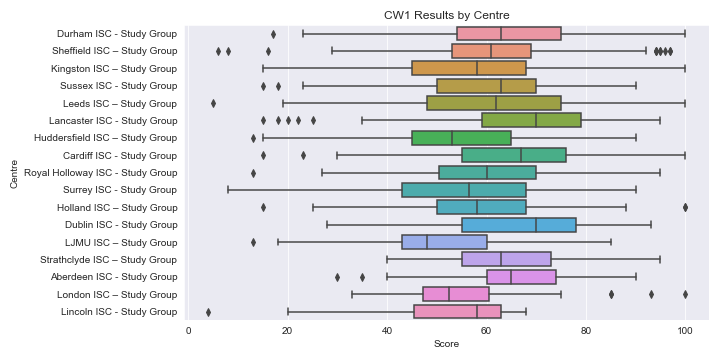 CW1 Results by Centre
Centre
Durham ISC - Study Group
Sheffield ISC – Study Group
Kingston ISC – Study Group
Sussex ISC - Study Group
Leeds ISC – Study Group
Lancaster ISC - Study Group
Huddersfield ISC – Study Group
Cardiff ISC - Study Group
Royal Holloway ISC - Study Group
Surrey ISC - Study Group
Holland ISC – Study Group
Dublin ISC - Study Group
LJMU ISC – Study Group
Strathclyde ISC - Study Group
Aberdeen ISC - Study Group
London ISC – Study Group
Lincoln ISC - Study Group
0 20 40 60 80 100
Score